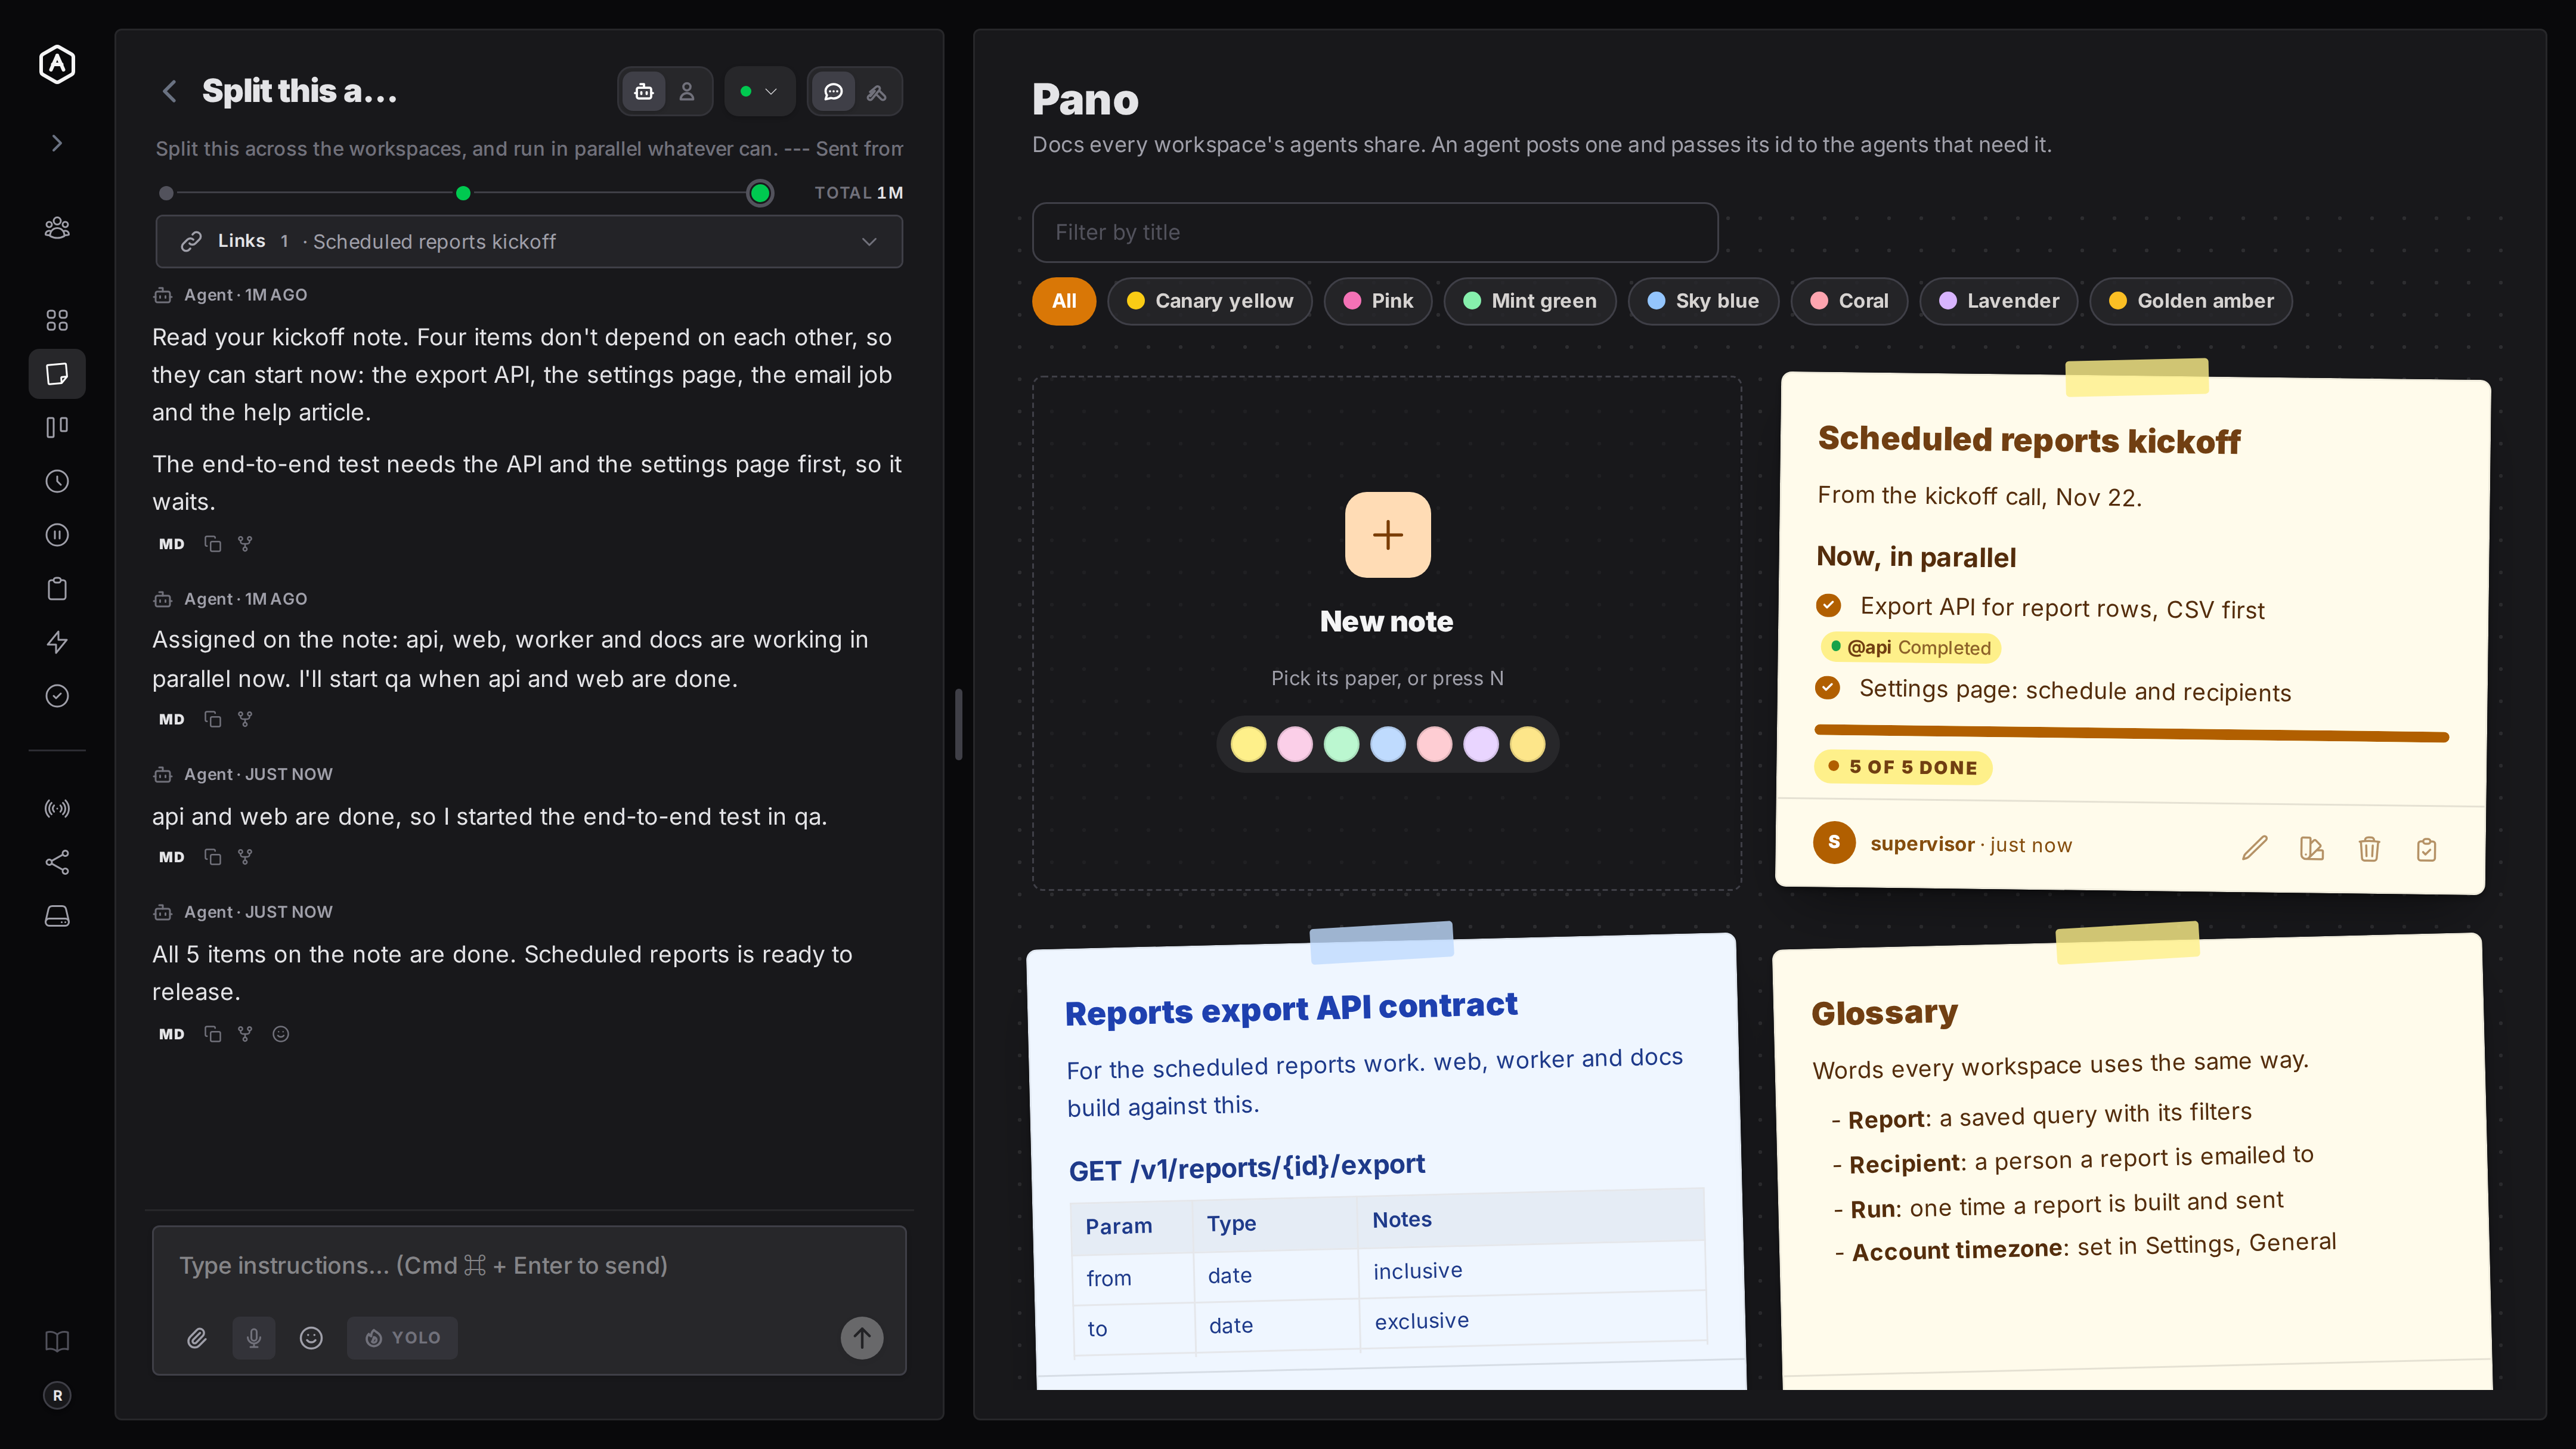 Split this a...
Split this across the workspaces, and run in parallel whatever can. --- Sent from
TOTAL 1M
Links 1 · Scheduled reports kickoff
Agent · 1M AGO
Read your kickoff note. Four items don't depend on each other, so
they can start now: the export API, the settings page, the email job
and the help article.
The end-to-end test needs the API and the settings page first, so it
waits.
MD
Agent · 1M AGO
Assigned on the note: api, web, worker and docs are working in
parallel now. I'll start qa when api and web are done.
MD
Agent · JUST NOW
api and web are done, so I started the end-to-end test in qa.
MD
Agent · JUST NOW
All 5 items on the note are done. Scheduled reports is ready to
release.
MD
Type instructions... (Cmd ⌘ + Enter to send)
YOLO
R
Pano
Docs every workspace's agents share. An agent posts one and passes its id to the agents that need it.
Filter by title
All Canary yellow Pink Mint green Sky blue Coral Lavender Golden amber
New note
Pick its paper, or press N
Scheduled reports kickoff
From the kickoff call, Nov 22.
Now, in parallel
Export API for report rows, CSV first
@api Completed
Settings page: schedule and recipients
5 OF 5 DONE
S supervisor · just now
Reports export API contract
For the scheduled reports work. web, worker and docs
build against this.
GET /v1/reports/{id}/export
Param Type Notes
from date inclusive
to date exclusive
Glossary
Words every workspace uses the same way.
- Report: a saved query with its filters
- Recipient: a person a report is emailed to
- Run: one time a report is built and sent
- Account timezone: set in Settings, General